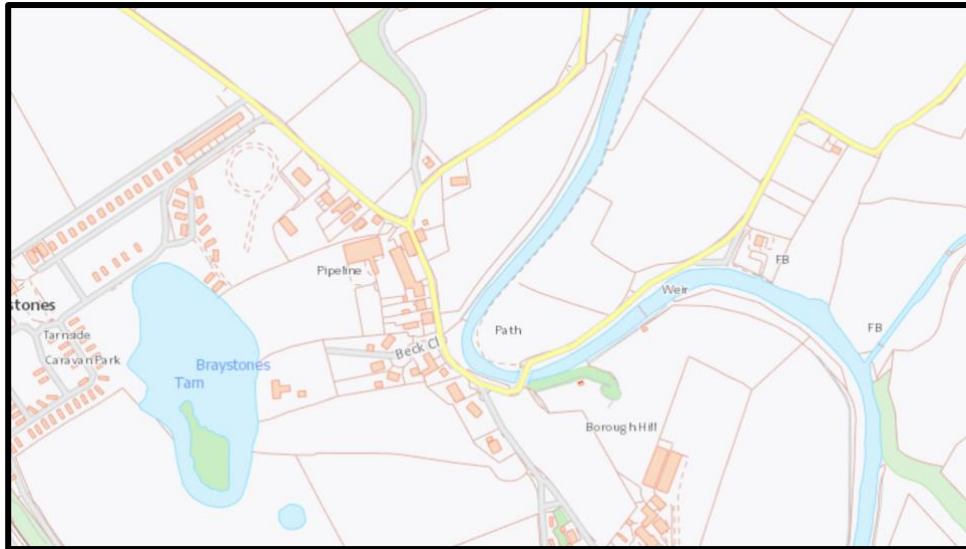 FB
Pipeline
Weir
stones
Path
FB
Tarnside
Beck Cl
Caravan Park
Braystones
Tarn
Borough Hill